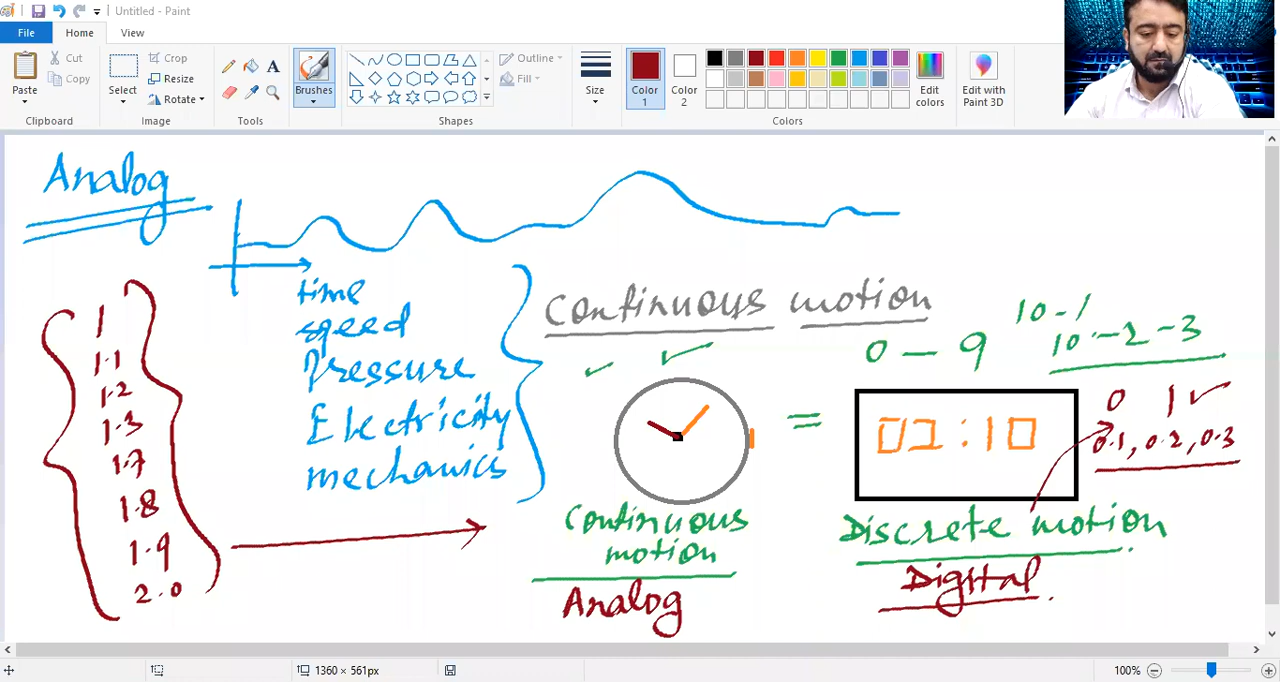 Untitled - Paint
File Home View
Paste
Cut
Copy
Clipboard
Select
Crop
Resize
Rotate
Image
A
Tools
Brushes
Shapes
Outline
Fill
Size
Color 1
Color 2
Edit colors
Colors
Edit with Paint 3D
Analog
time
speed
Pressure
Electricity
mechanics
1
1.1
1.2
1.3
1.7
1.8
1.9
2.0
Continuous motion
10-1
0 — 9
10-2-3
0 1
0.1, 0.2, 0.3
=
01:10
Continuous motion
Analog
Discrete motion
Digital
1360 × 561px
100%